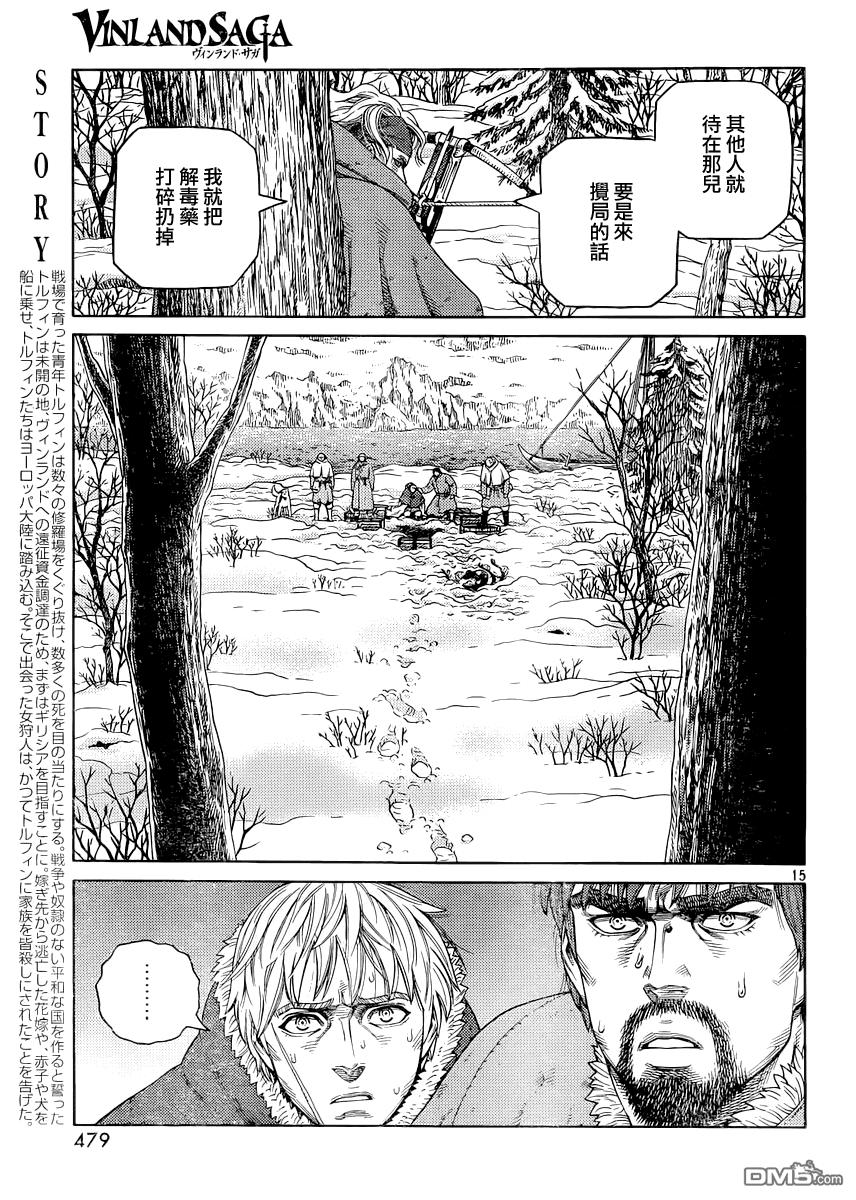 VINLAND SAGA
ヴィンランド・サガ
其他人就
待在那兒
要是來
攪局的話
我就把
解毒藥
打碎扔掉
………
15
STORY
戦場で育った青年トルフィンは数々の修羅場をくぐり抜け、数多くの死を目の当たりにする。戦争や奴隷のない平和な国を作ると誓った
トルフィンは未開の地、ヴィンランドへの遠征資金調達のため、まずはギリシアを目指すことに。嫁ぎ先から逃亡した花嫁や、赤子や犬を
船に乗せ、トルフィンたちはヨーロッパ大陸に踏み込む。そこで出会った女狩人は、かつてトルフィンに家族を皆殺しにされたことを告げた。
479
DM5.com